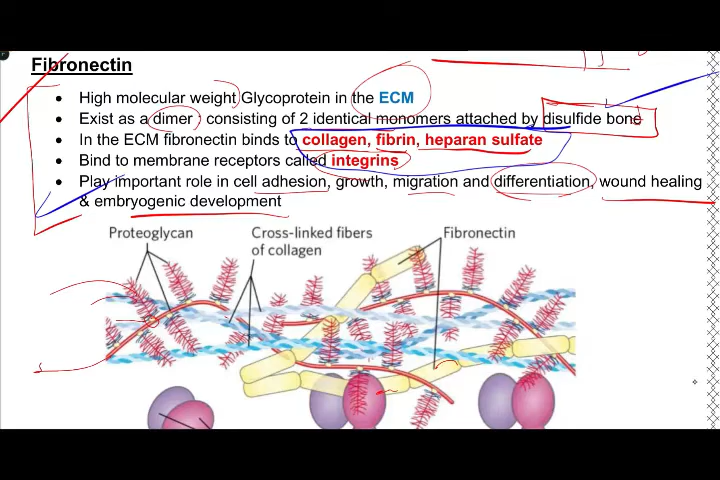 Fibronectin
• High molecular weight Glycoprotein in the ECM
• Exist as a dimer consisting of 2 identical monomers attached by disulfide bond
• In the ECM fibronectin binds to collagen, fibrin, heparan sulfate
• Bind to membrane receptors called integrins
• Play important role in cell adhesion, growth, migration and differentiation, wound healing
& embryogenic development
Proteoglycan
Cross-linked fibers
of collagen
Fibronectin